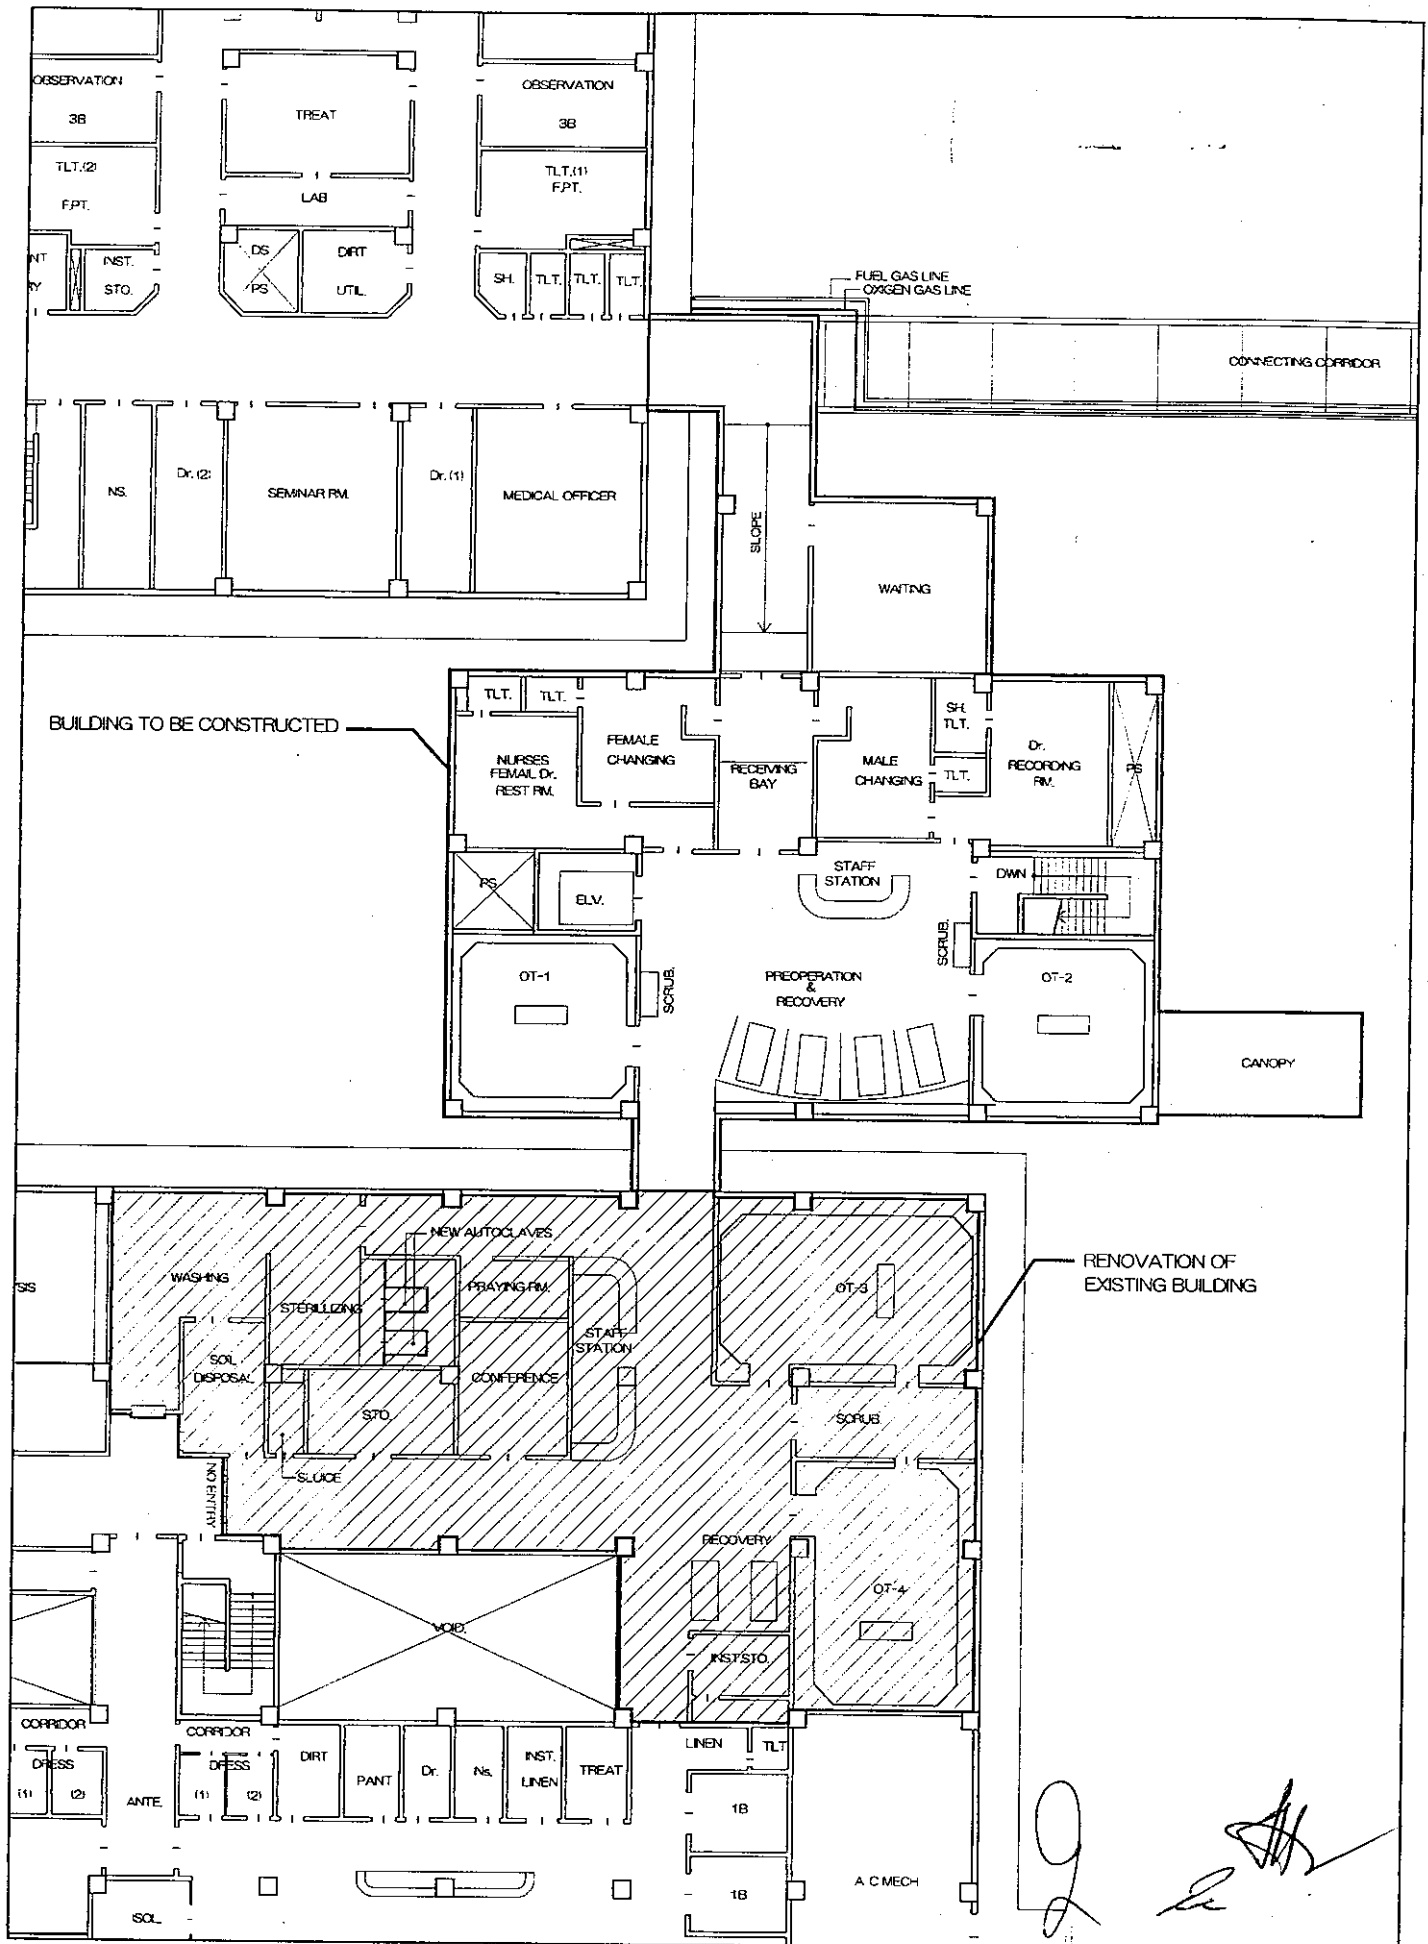 OBSERVATION
3B
TREAT
OBSERVATION
3B
TLT.(2)
F.PT.
LAB
TLT.(1)
F.PT.
INST.
STO.
DS
PS
DIRT
UTIL.
SH.
TLT.
TLT.
TLT.
FUEL GAS LINE
OXIGEN GAS LINE
CONNECTING CORRIDOR
NS.
Dr. (2)
SEMINAR RM.
Dr. (1)
MEDICAL OFFICER
SLOPE
WAITING
BUILDING TO BE CONSTRUCTED
TLT.
TLT.
FEMALE
CHANGING
NURSES
FEMAIL Dr.
REST RM.
RECEIVING
BAY
MALE
CHANGING
SH.
TLT.
TLT.
Dr.
RECORDING
RM.
PS
PS
ELV.
STAFF
STATION
DWN
OT-1
SCRUB.
PREOPERATION
&
RECOVERY
SCRUB.
OT-2
CANOPY
NEW AUTOCLAVES
WASHING
STERILLIZING
PRAYING RM.
OT-3
RENOVATION OF
EXISTING BUILDING
SIS
SOIL
DISPOSAL
STAFF
STATION
CONFERENCE
STO.
SCRUB.
SLUICE
NO ENTRY
RECOVERY
OT-4
VOID.
INST.STO.
CORRIDOR
CORRIDOR
DRESS
(1)
(2)
ANTE.
DRESS
(1)
(2)
DIRT
PANT
Dr.
Ns.
INST.
LINEN
TREAT
LINEN
TLT
1B
1B
A C MECH
ISOL